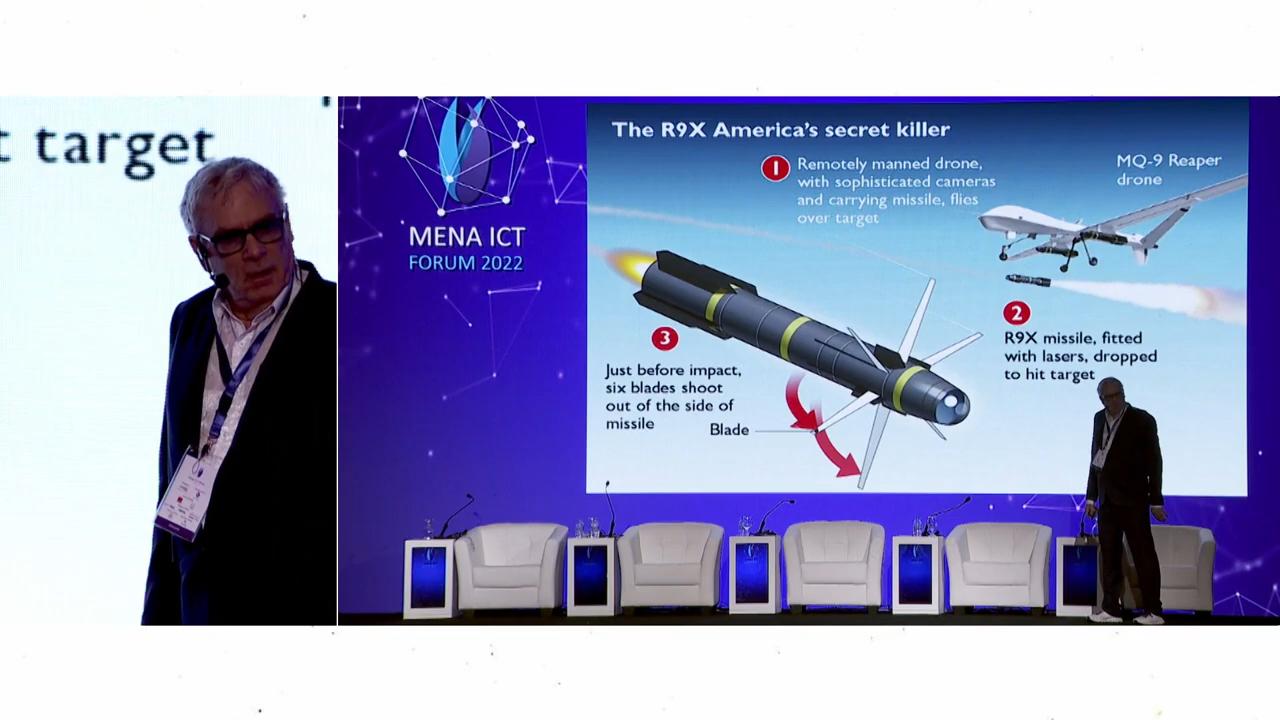 t target
MENA ICT
FORUM 2022
The R9X America's secret killer
1
Remotely manned drone,
with sophisticated cameras
and carrying missile, flies
over target
MQ-9 Reaper
drone
2
R9X missile, fitted
with lasers, dropped
to hit target
3
Just before impact,
six blades shoot
out of the side of
missile
Blade